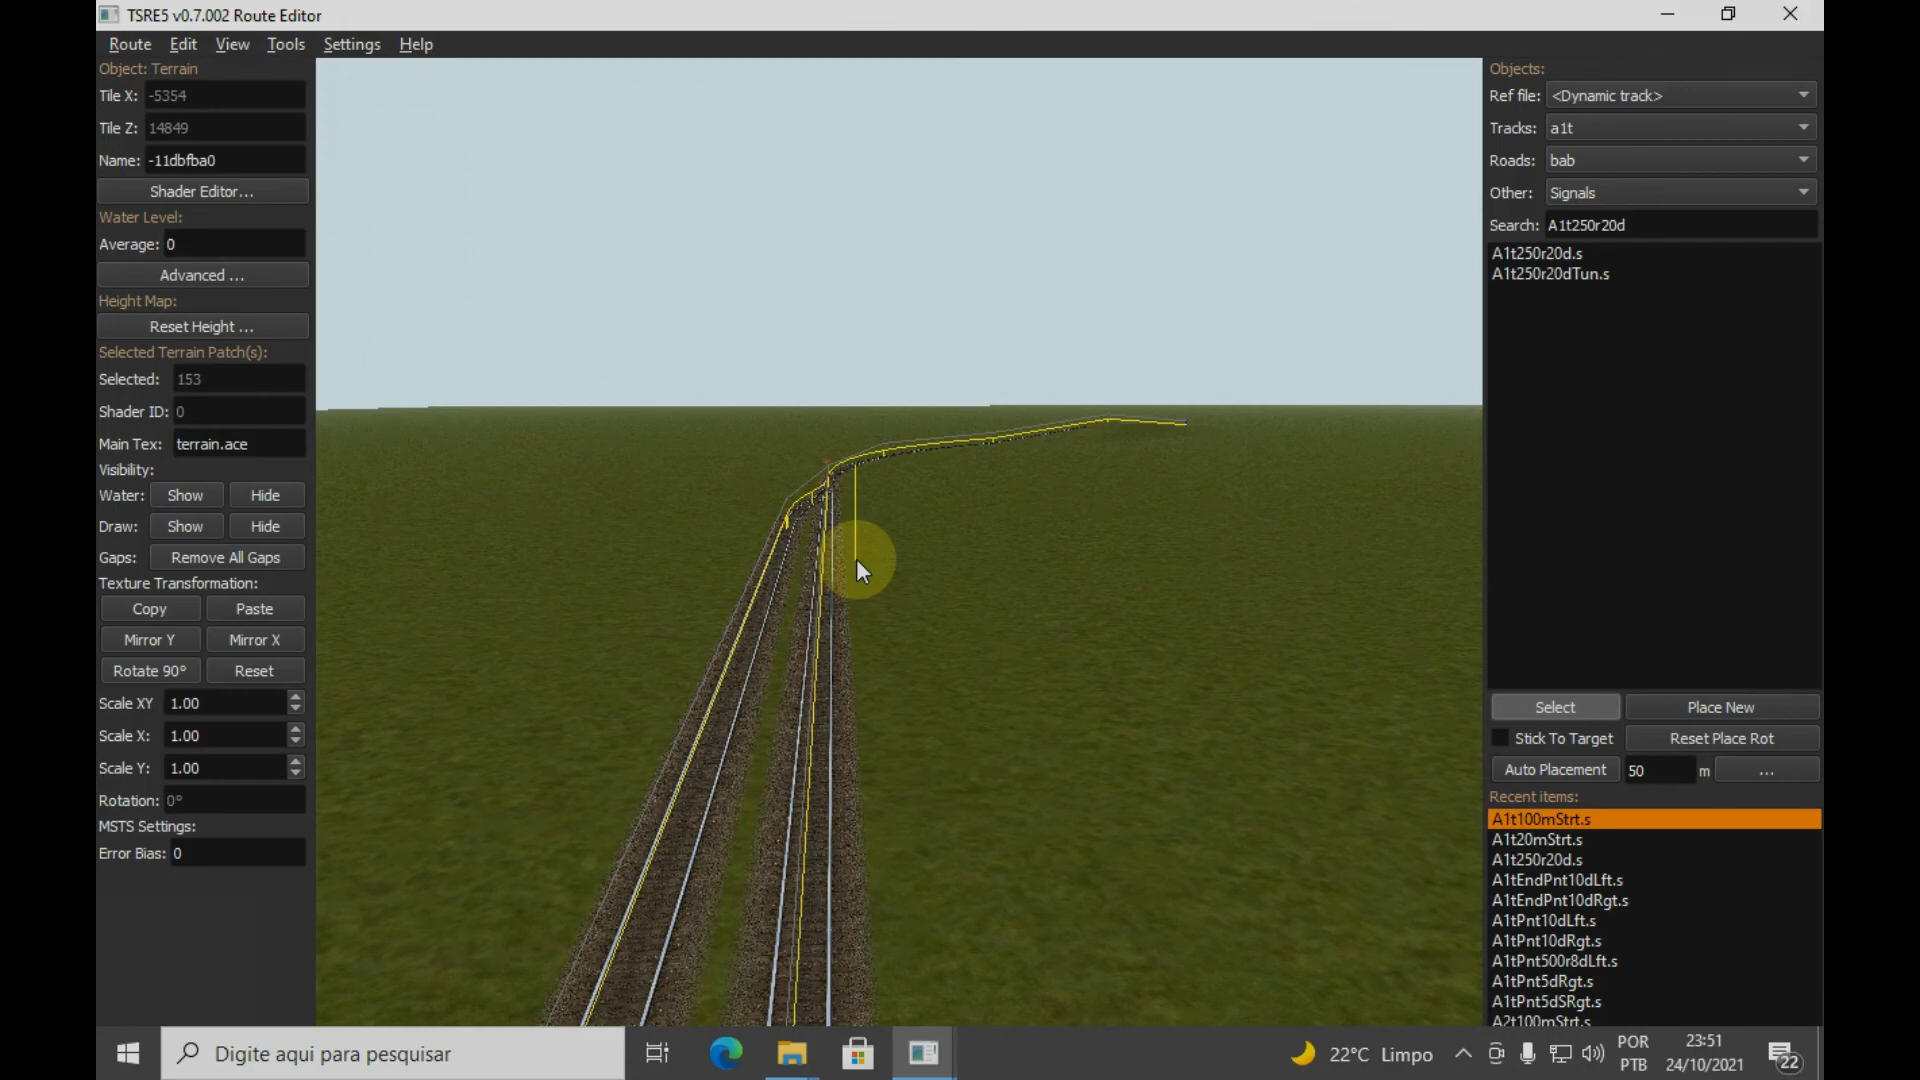 TSRE5 v0.7.002 Route Editor
Route Edit View Tools Settings Help
Object: Terrain
Tile X: -5354
Tile Z: 14849
Name: -11dbfba0
Shader Editor...
Water Level:
Average: 0
Advanced ...
Height Map:
Reset Height ...
Selected Terrain Patch(s):
Selected: 153
Shader ID: 0
Main Tex: terrain.ace
Visibility:
Water: Show Hide
Draw: Show Hide
Gaps: Remove All Gaps
Texture Transformation:
Copy Paste
Mirror Y Mirror X
Rotate 90° Reset
Scale XY 1.00
Scale X: 1.00
Scale Y: 1.00
Rotation: 0°
MSTS Settings:
Error Bias: 0
Objects:
Ref file: <Dynamic track>
Tracks: a1t
Roads: bab
Other: Signals
Search: A1t250r20d
A1t250r20d.s
A1t250r20dTun.s
Select Place New
Stick To Target Reset Place Rot
Auto Placement 50 m ...
Recent items:
A1t100mStrt.s
A1t20mStrt.s
A1t250r20d.s
A1tEndPnt10dLft.s
A1tEndPnt10dRgt.s
A1tPnt10dLft.s
A1tPnt10dRgt.s
A1tPnt500r8dLft.s
A1tPnt5dRgt.s
A1tPnt5dSRgt.s
A2t100mStrt.s
Digite aqui para pesquisar
22°C Limpo
POR
PTB
23:51
24/10/2021
22